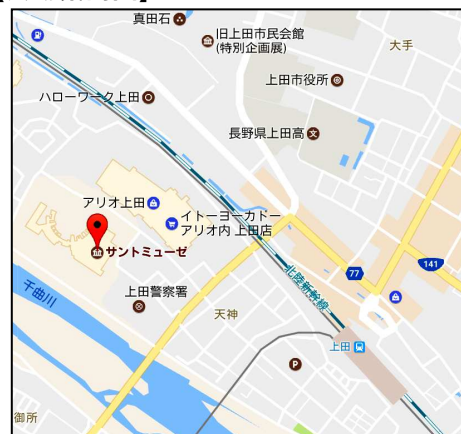 真田石
旧上田市民会館
(特別企画展)
大手
上田市役所
ハローワーク上田
長野県上田高
アリオ上田
イトーヨーカドー
アリオ内 上田店
サントミューゼ
北陸新幹線
77
141
千曲川
上田警察署
天神
上田
P
御所